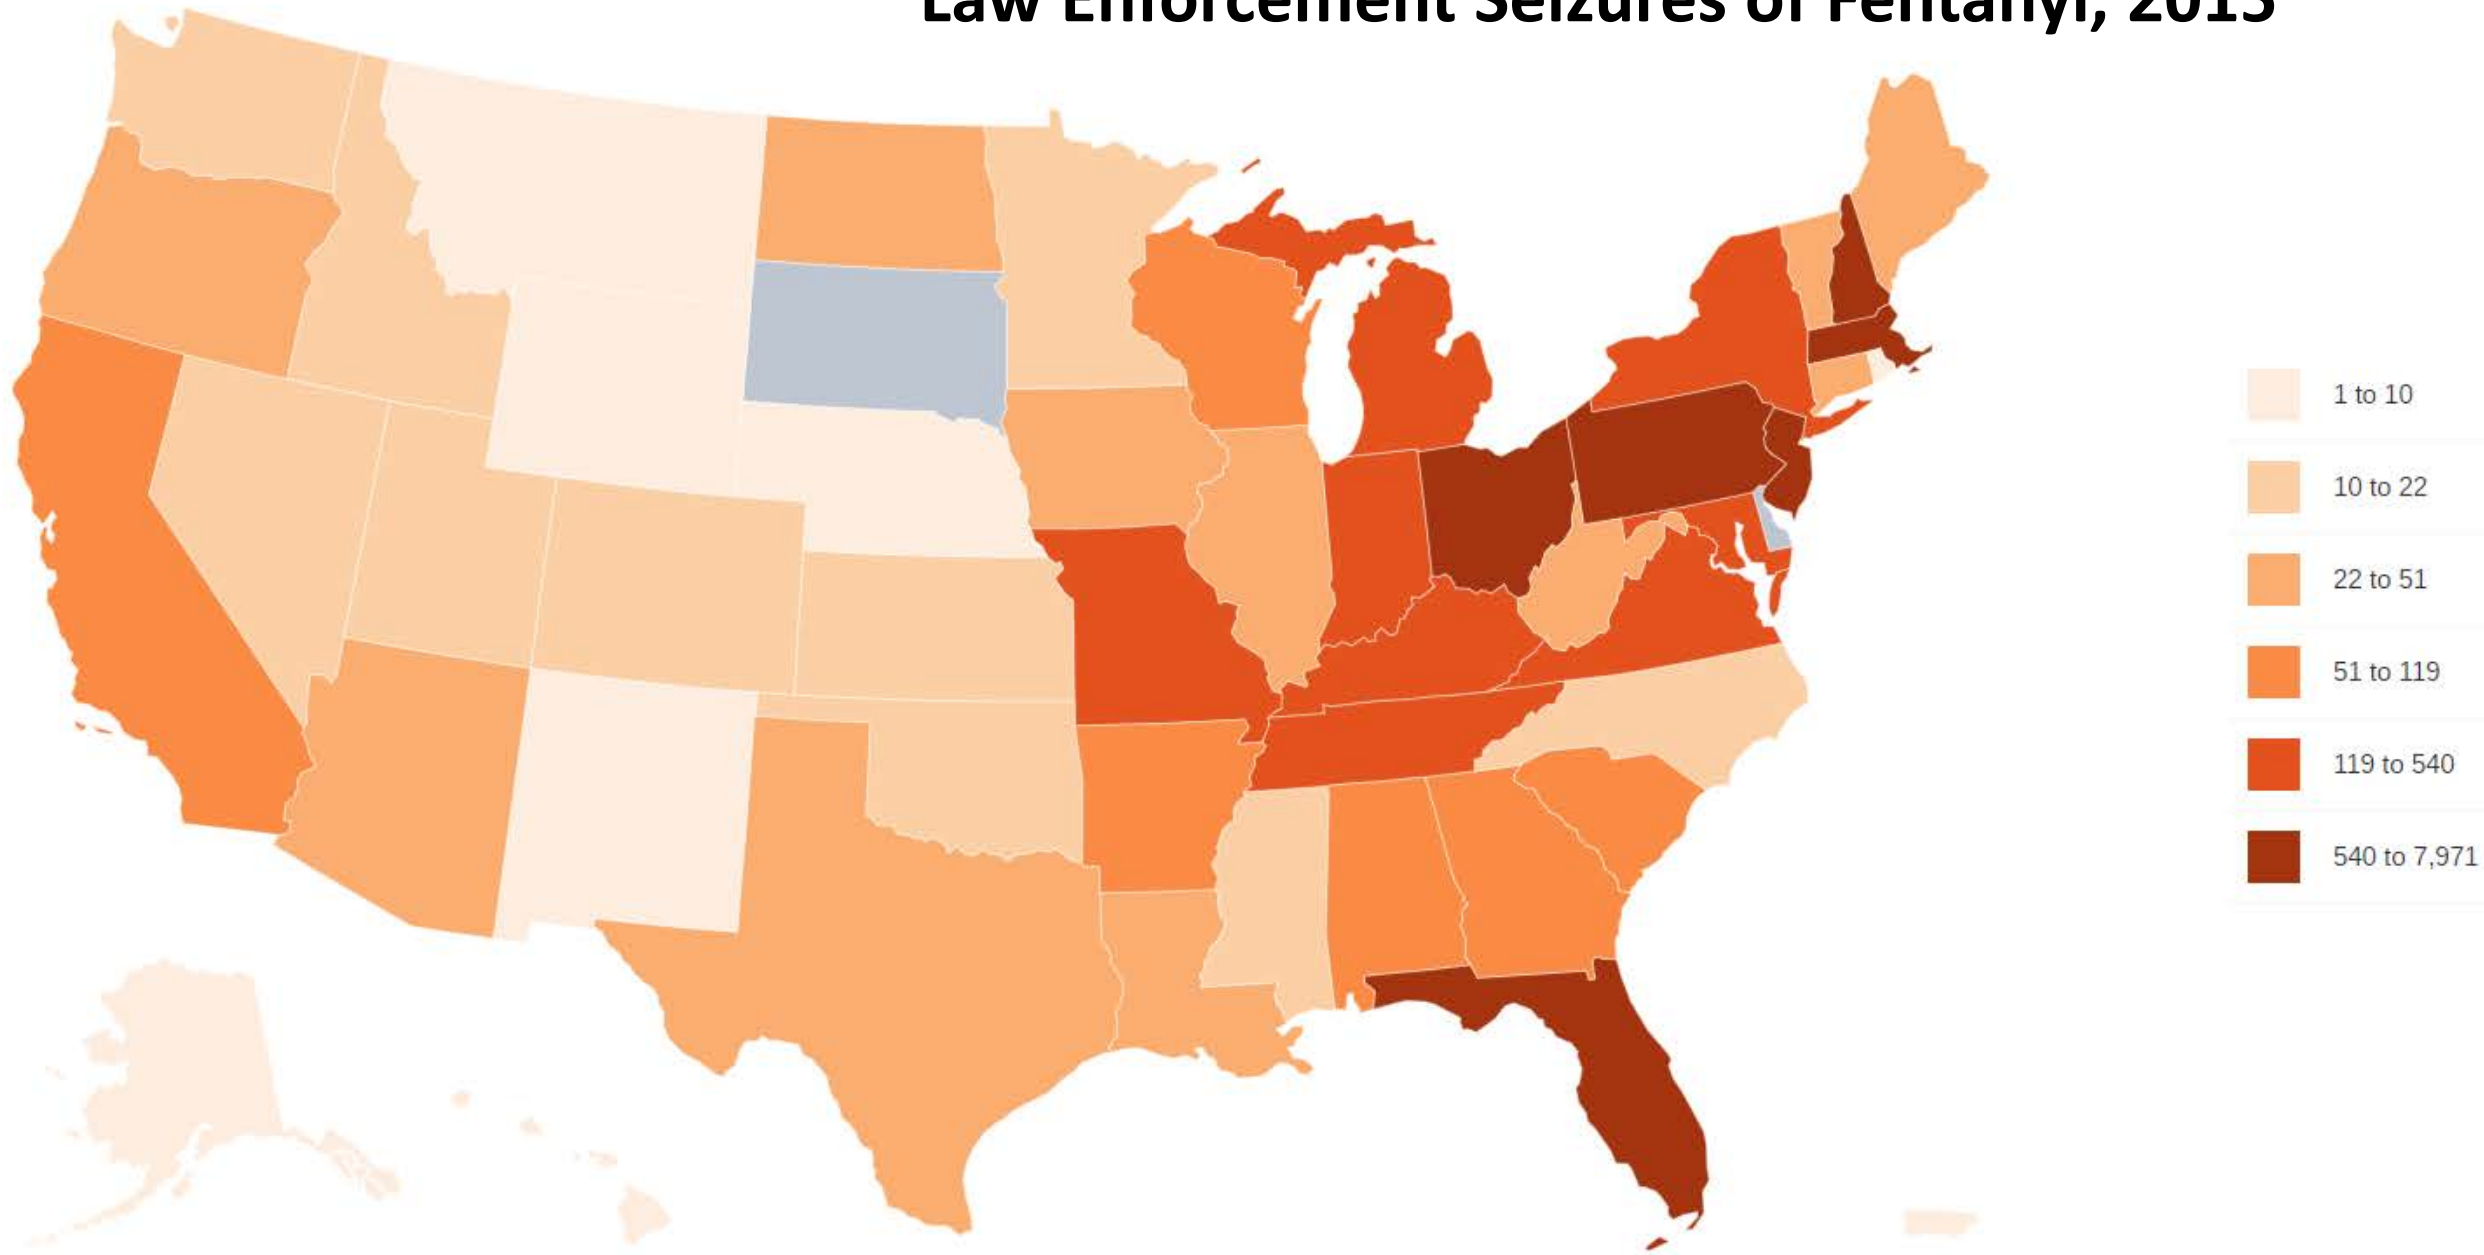 Law Enforcement Seizures of Fentanyl, 2015
1 to 10
10 to 22
22 to 51
51 to 119
119 to 540
540 to 7,971